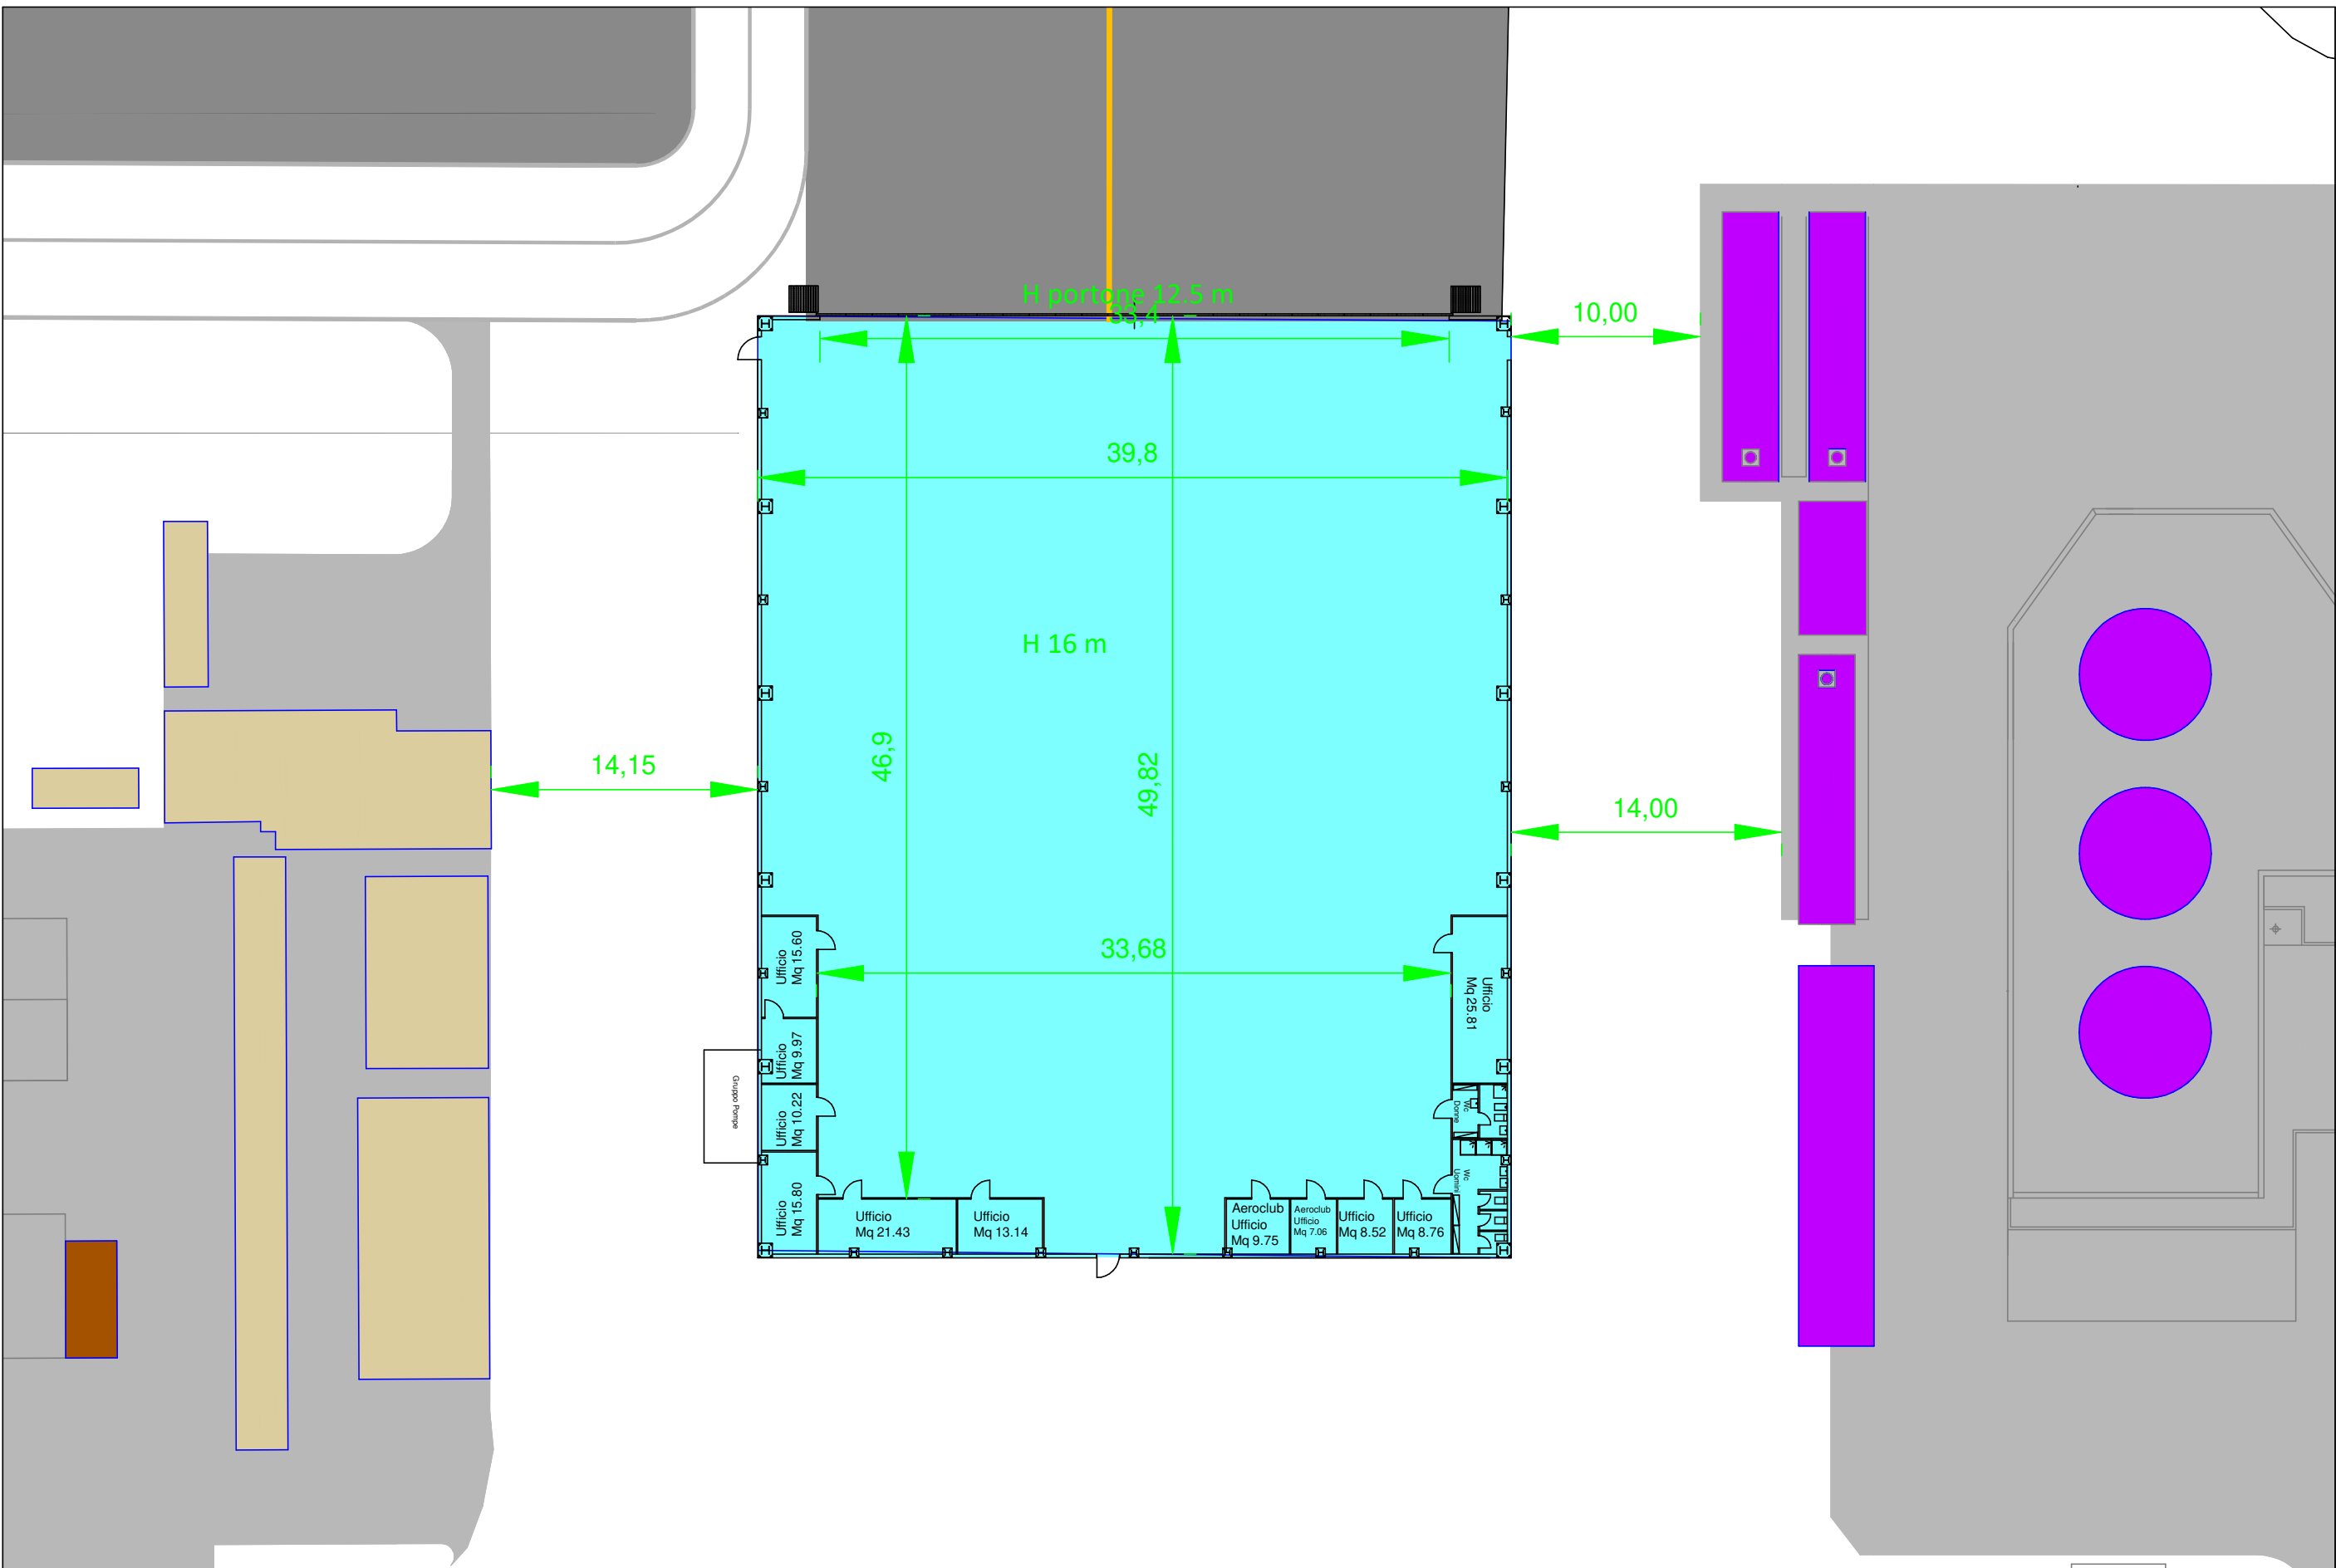 H portone 12.5 m
33,4
10,00
39,8
H 16 m
46,9
49,82
14,15
14,00
33,68
Ufficio
Mq 15.60
Ufficio
Mq 25.81
Ufficio
Mq 9.97
Gruppo Pompe
Ufficio
Mq 10.22
Wc
Donne
Wc
Uomini
Ufficio
Mq 15.80
Ufficio
Mq 21.43
Ufficio
Mq 13.14
Aeroclub
Ufficio
Mq 9.75
Aeroclub
Ufficio
Mq 7.06
Ufficio
Mq 8.52
Ufficio
Mq 8.76